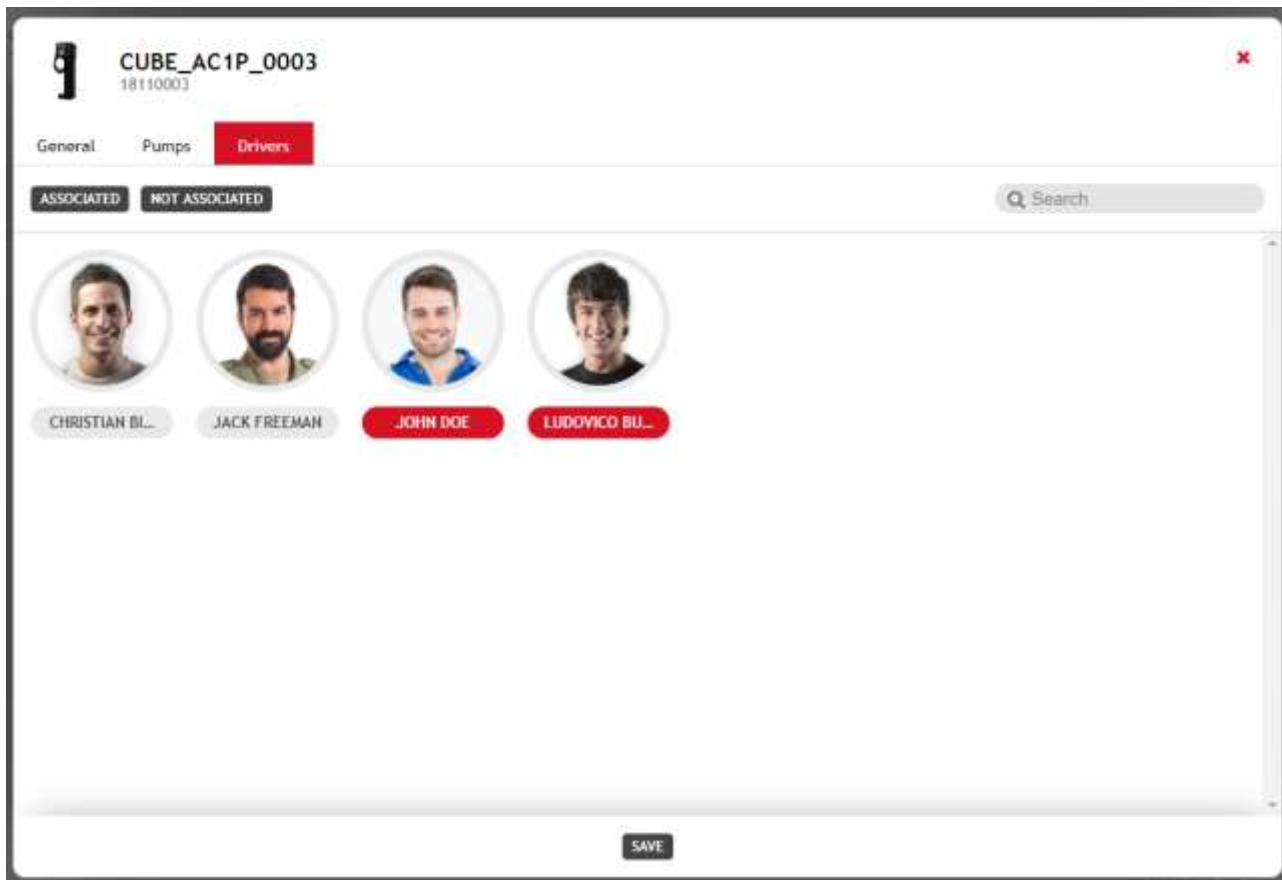 CUBE_AC1P_0003
18110003
General Pumps Drivers
ASSOCIATED NOT ASSOCIATED Search
CHRISTIAN BI... JACK FREEMAN JOHN DOE LUDOVICO BU...
SAVE